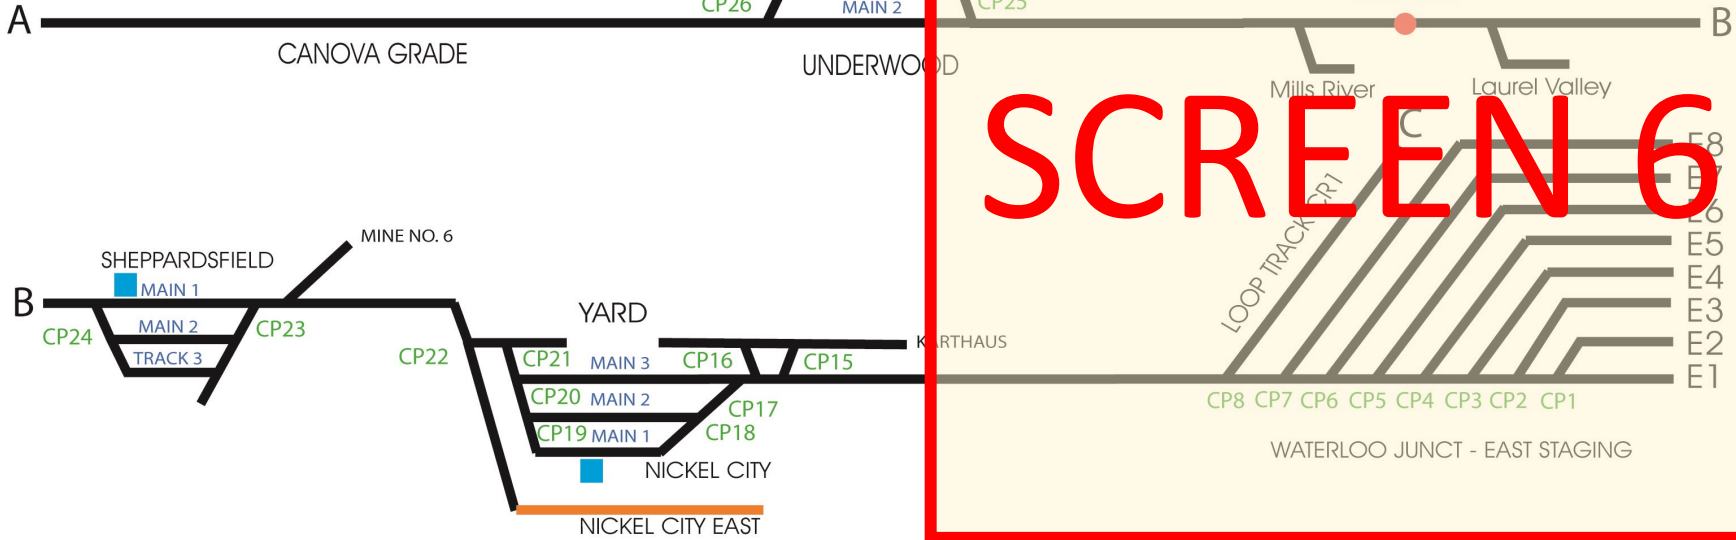 CP26
MAIN 2
CP25
A
B
CANOVA GRADE
UNDERWOOD
Mills River
Laurel Valley
SCREEN 6
C
E8
E7
E6
E5
E4
E3
E2
E1
LOOP TRACK CR1
MINE NO. 6
SHEPPARDSFIELD
MAIN 1
B
MAIN 2
CP24
CP23
TRACK 3
YARD
CP22
CP21
MAIN 3
CP16
CP15
KARTHAUS
CP20
MAIN 2
CP17
CP19
MAIN 1
CP18
NICKEL CITY
NICKEL CITY EAST
CP8 CP7 CP6 CP5 CP4 CP3 CP2 CP1
WATERLOO JUNCT - EAST STAGING